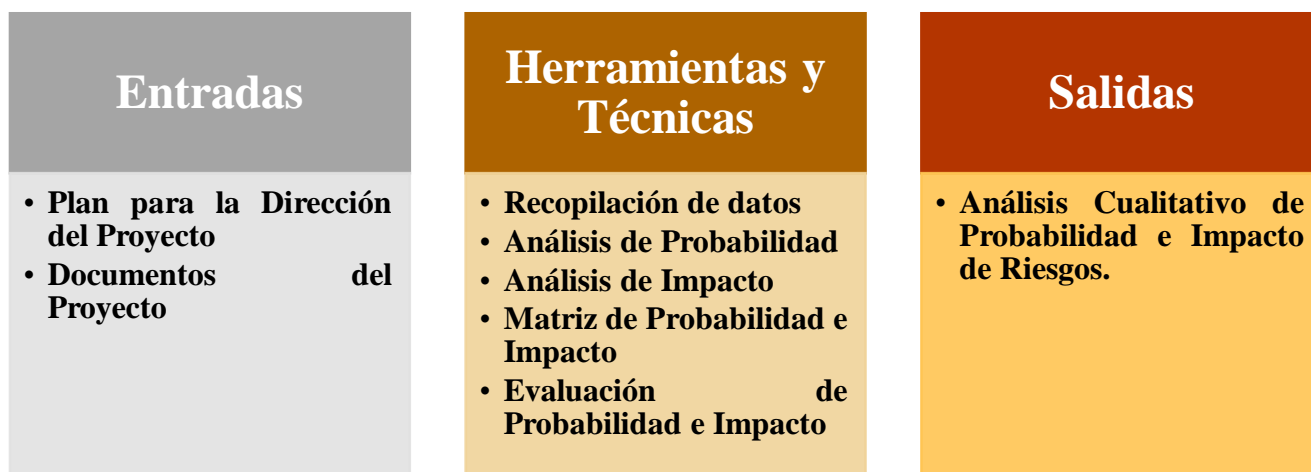 Entradas
• Plan para la Dirección
del Proyecto
• Documentos del
Proyecto
Herramientas y
Técnicas
• Recopilación de datos
• Análisis de Probabilidad
• Análisis de Impacto
• Matriz de Probabilidad e
Impacto
• Evaluación de
Probabilidad e Impacto
Salidas
• Análisis Cualitativo de
Probabilidad e Impacto
de Riesgos.